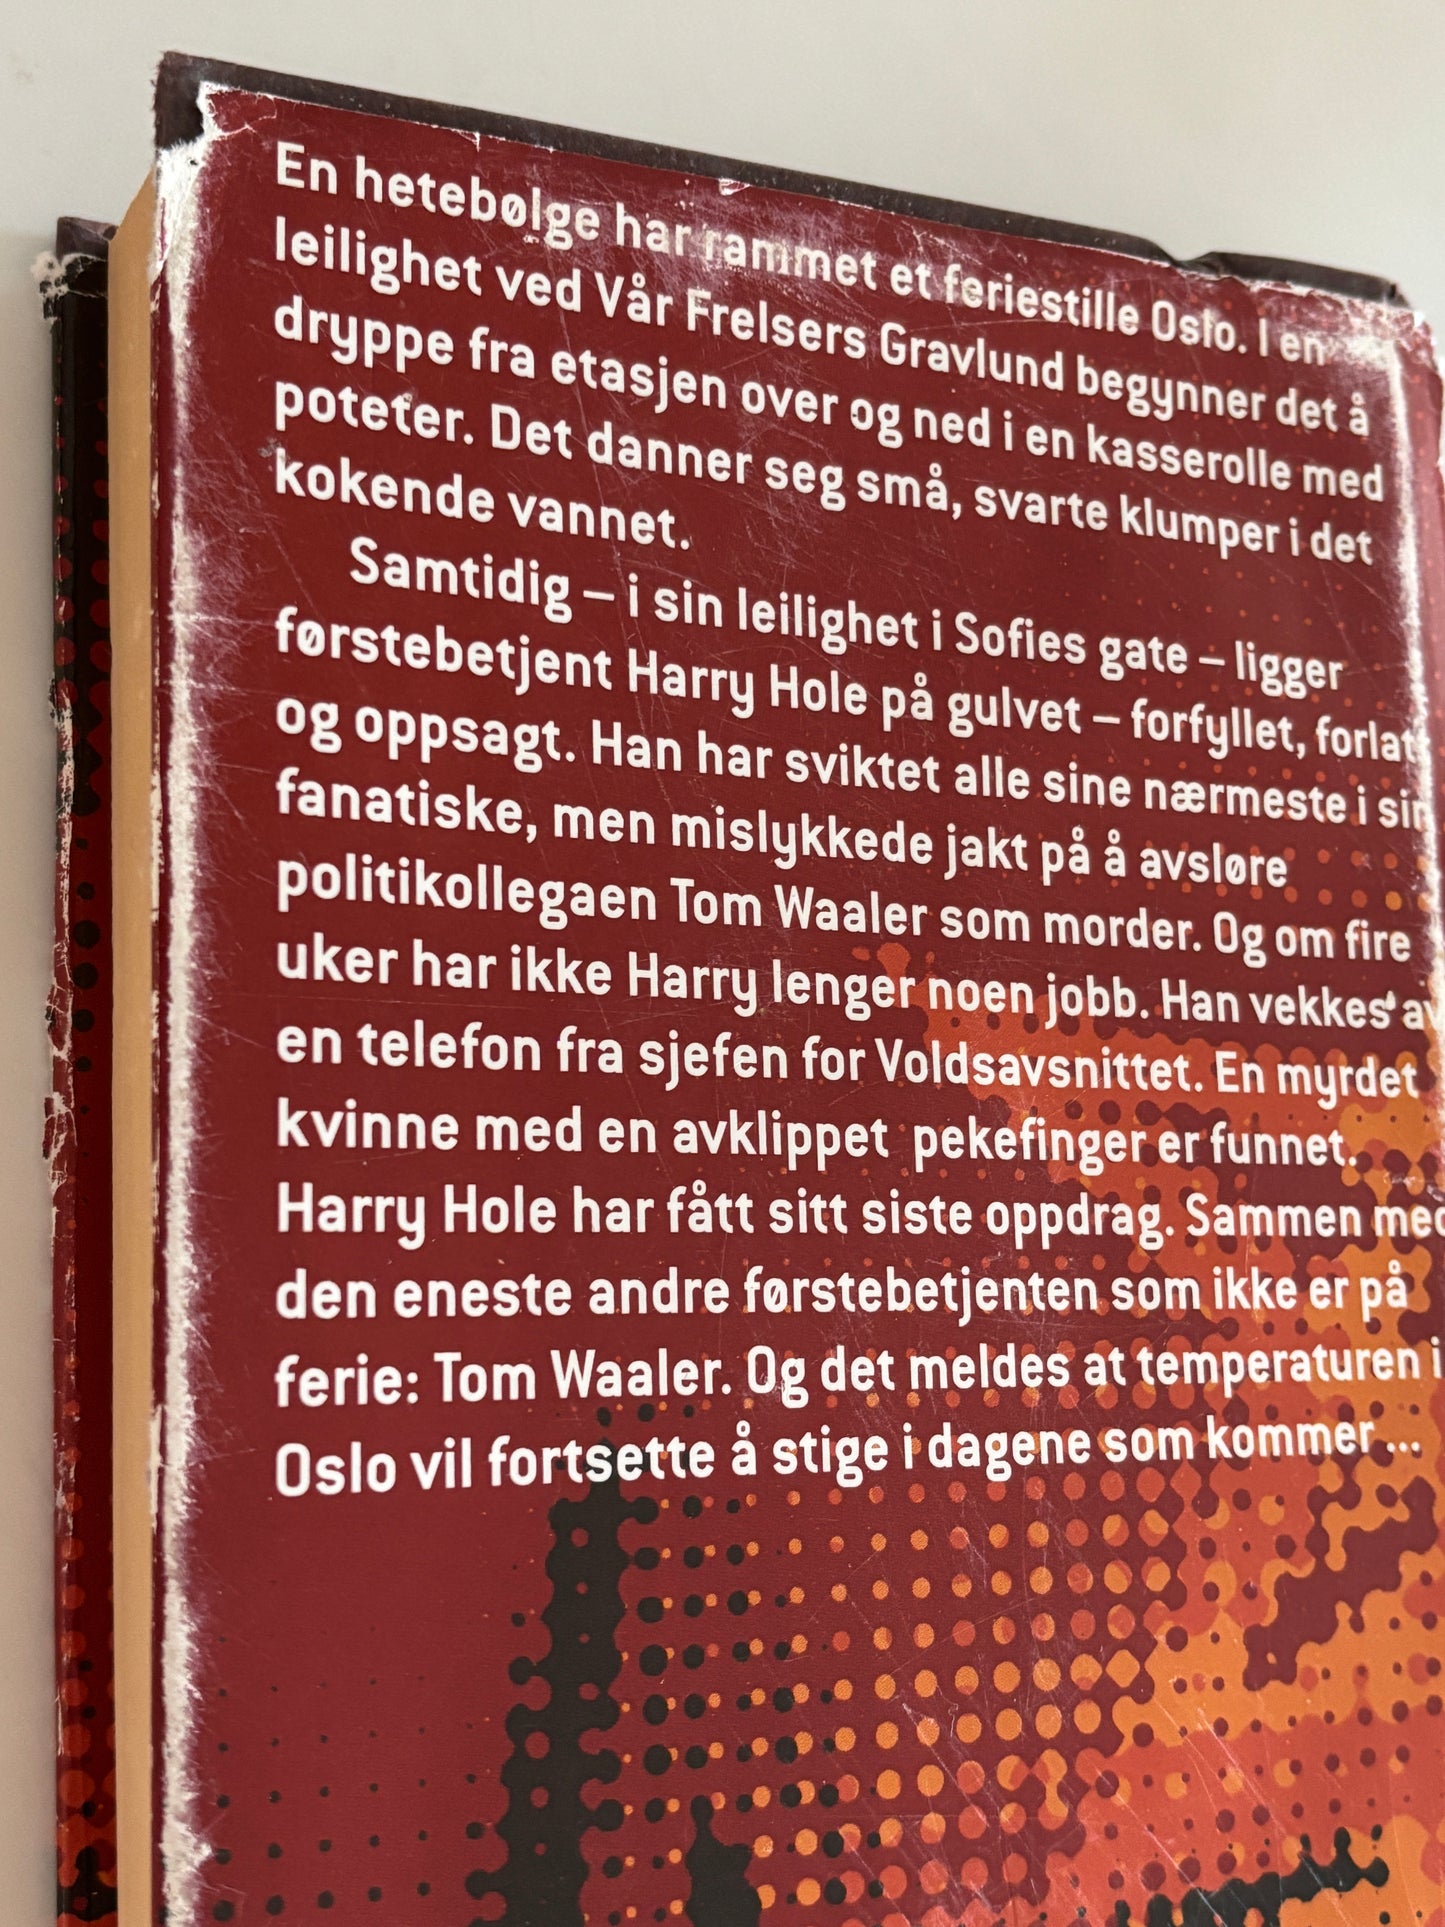 En hetebølge har rammet et feriestille Oslo. I en
leilighet ved Vår Frelsers Gravlund begynner det å
dryppe fra etasjen over og ned i en kasserolle med
poteter. Det danner seg små, svarte klumper i det
kokende vannet.
Samtidig – i sin leilighet i Sofies gate – ligger
førstebetjent Harry Hole på gulvet – forfyllet, forlatt
og oppsagt. Han har sviktet alle sine nærmeste i sin
fanatiske, men mislykkede jakt på å avsløre
politikollegaen Tom Waaler som morder. Og om fire
uker har ikke Harry lenger noen jobb. Han vekkes av
en telefon fra sjefen for Voldsavsnittet. En myrdet
kvinne med en avklippet pekefinger er funnet.
Harry Hole har fått sitt siste oppdrag. Sammen med
den eneste andre førstebetjenten som ikke er på
ferie: Tom Waaler. Og det meldes at temperaturen i
Oslo vil fortsette å stige i dagene som kommer ...